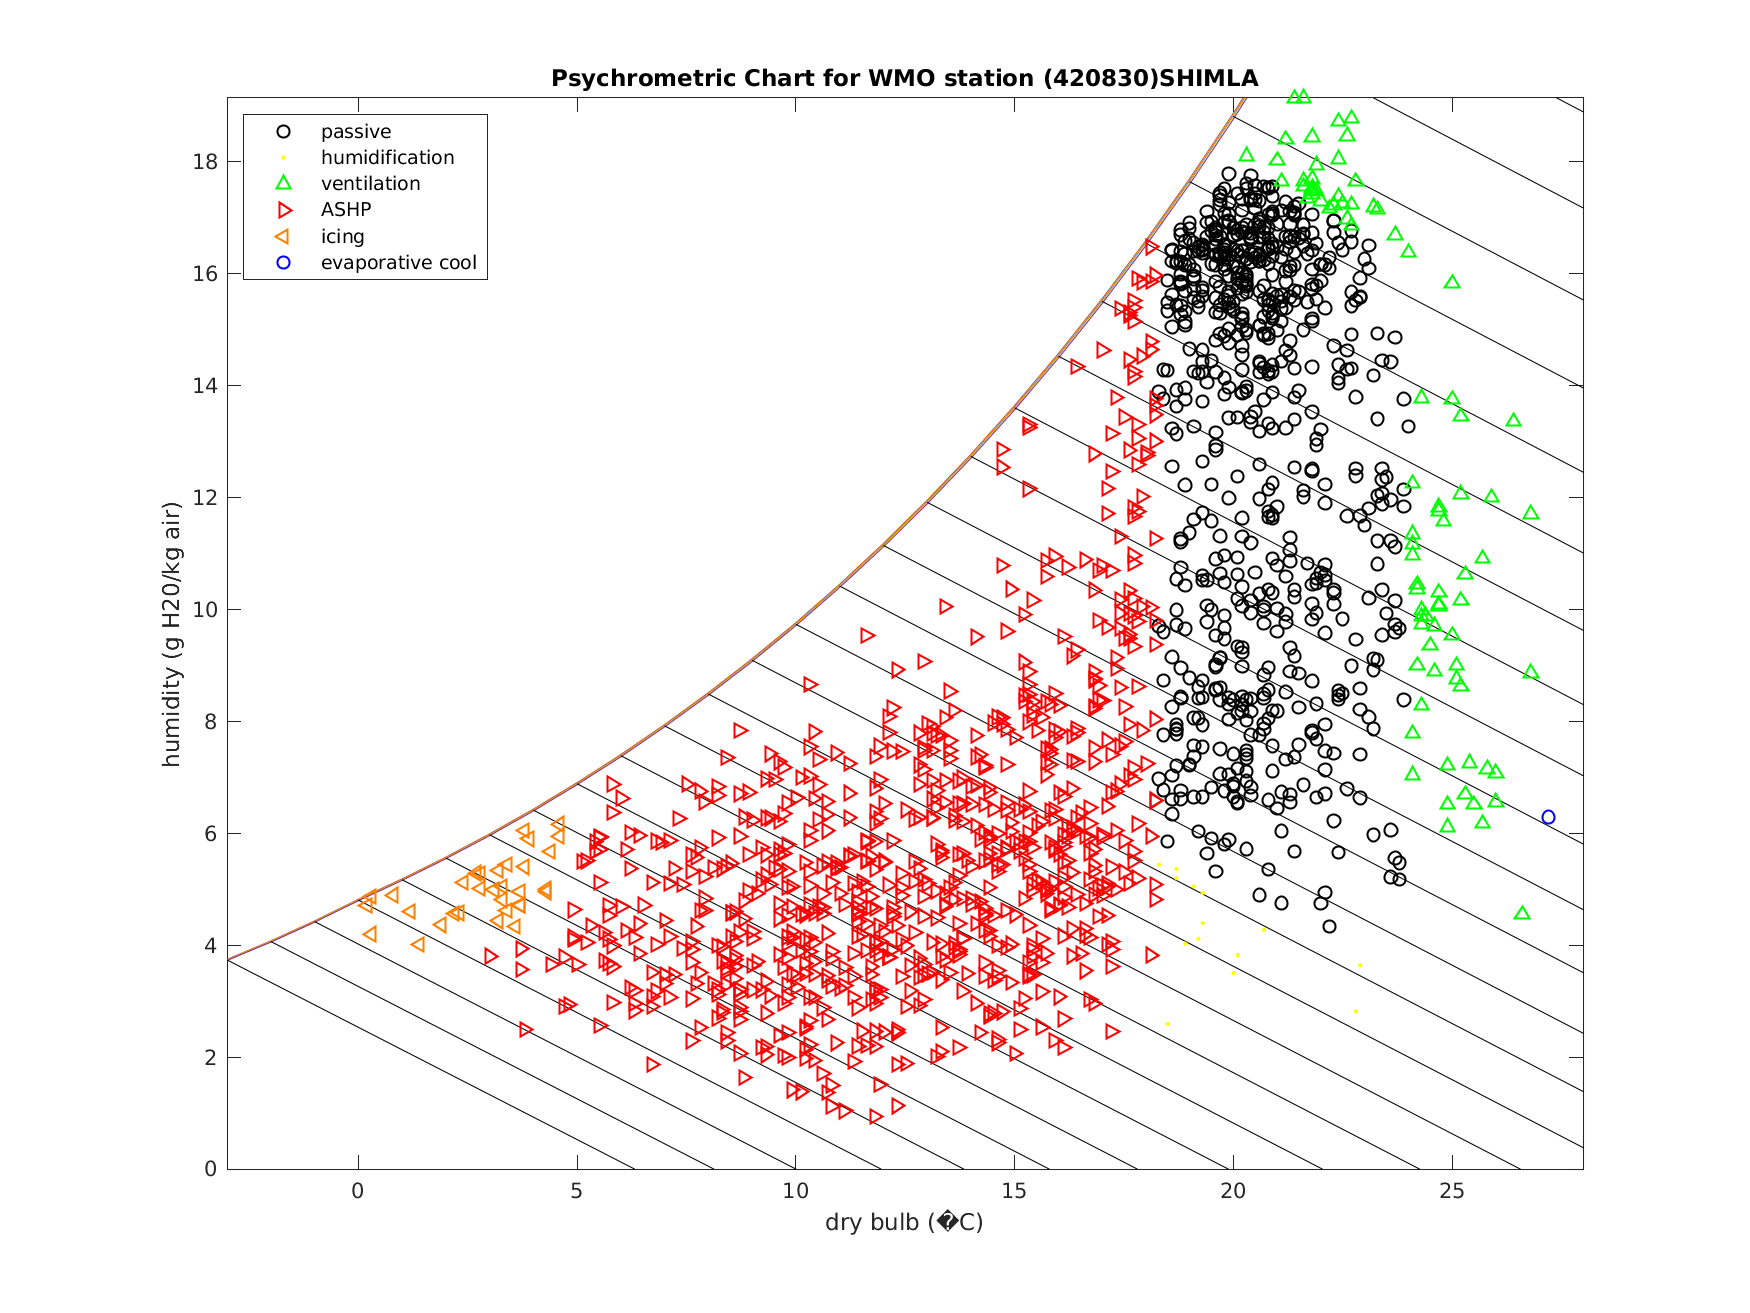 Psychrometric Chart for WMO station (420830)SHIMLA
passive
humidification
ventilation
ASHP
icing
evaporative cool
humidity (g H20/kg air)
18
16
14
12
10
8
6
4
2
0
0 5 10 15 20 25
dry bulb (�C)